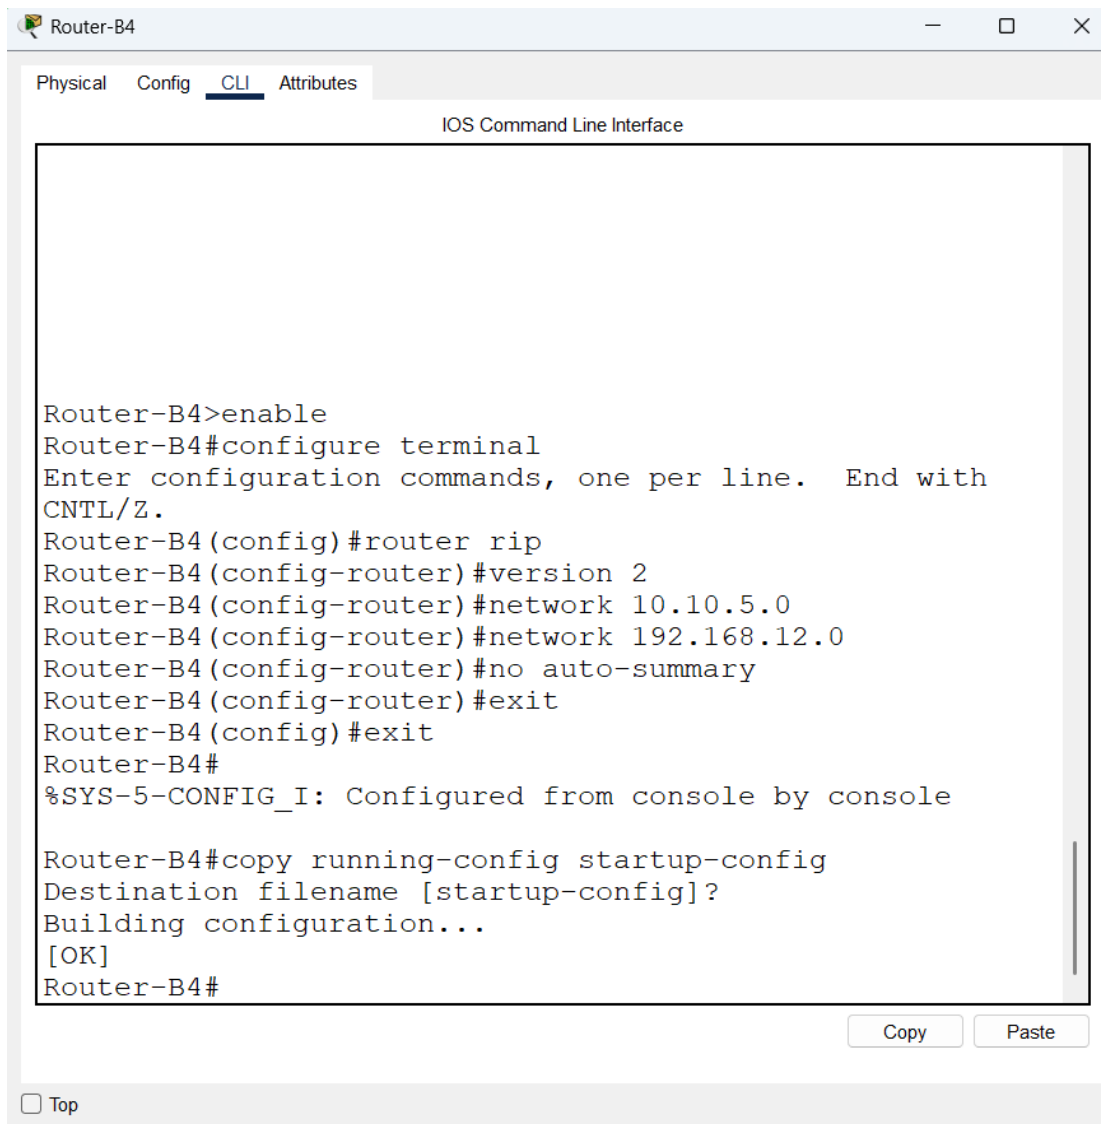 Router-B4
Physical Config CLI Attributes
IOS Command Line Interface
Router-B4>enable
Router-B4#configure terminal
Enter configuration commands, one per line.  End with
CNTL/Z.
Router-B4(config)#router rip
Router-B4(config-router)#version 2
Router-B4(config-router)#network 10.10.5.0
Router-B4(config-router)#network 192.168.12.0
Router-B4(config-router)#no auto-summary
Router-B4(config-router)#exit
Router-B4(config)#exit
Router-B4#
%SYS-5-CONFIG_I: Configured from console by console
Router-B4#copy running-config startup-config
Destination filename [startup-config]?
Building configuration...
[OK]
Router-B4#
Copy Paste
Top